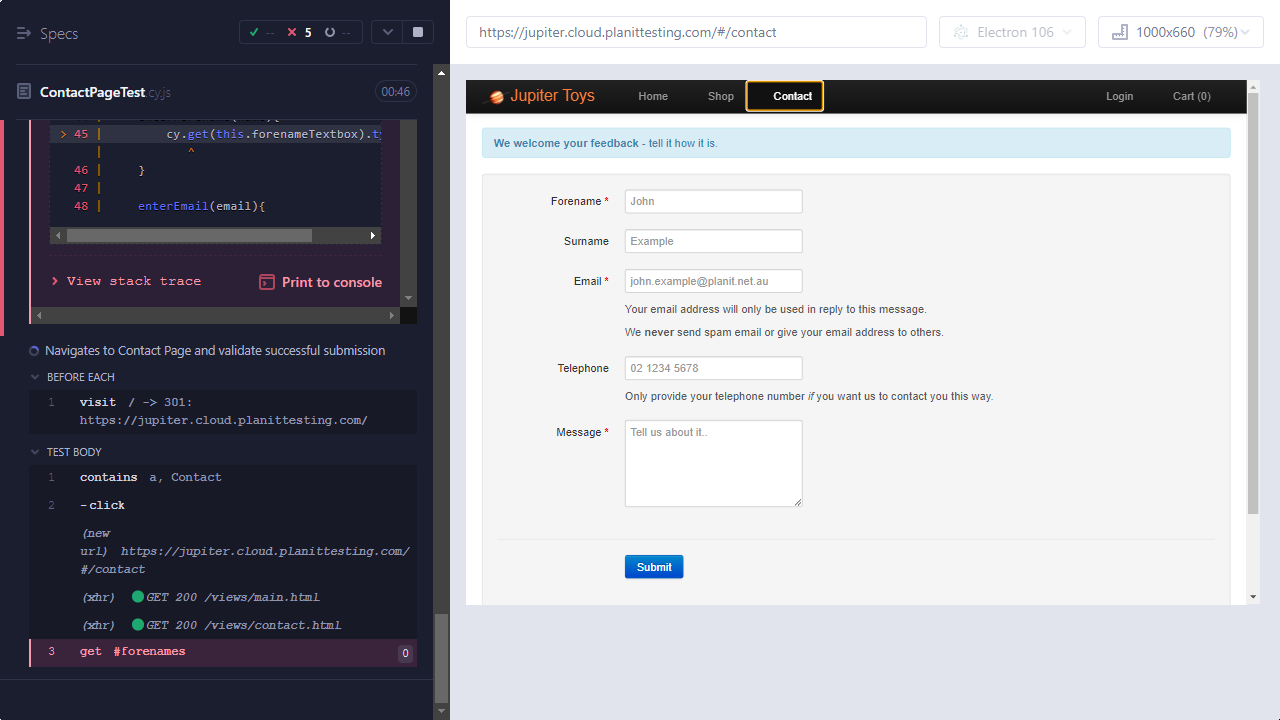 Specs
-- 5 --
ContactPageTest.cy.js
00:46
> 45 | cy.get(this.forenameTextbox).ty
| ^
46 | }
47 |
48 | enterEmail(email){
View stack trace
Print to console
Navigates to Contact Page and validate successful submission
BEFORE EACH
1 visit / -> 301:
https://jupiter.cloud.planittesting.com/
TEST BODY
1 contains a, Contact
2 -click
(new
url) https://jupiter.cloud.planittesting.com/
#/contact
(xhr) GET 200 /views/main.html
(xhr) GET 200 /views/contact.html
3 get #forenames 0
https://jupiter.cloud.planittesting.com/#/contact
Electron 106
1000x660 (79%)
Jupiter Toys
Home
Shop
Contact
Login
Cart (0)
We welcome your feedback - tell it how it is.
Forename * John
Surname Example
Email * john.example@planit.net.au
Your email address will only be used in reply to this message.
We never send spam email or give your email address to others.
Telephone 02 1234 5678
Only provide your telephone number if you want us to contact you this way.
Message * Tell us about it..
Submit